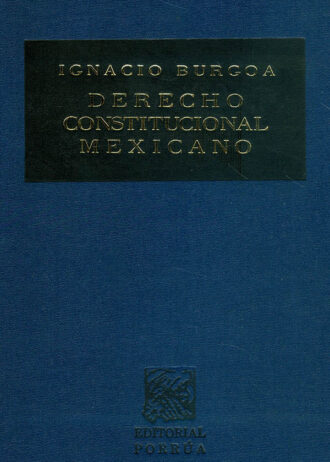 IGNACIO BURGOA
DERECHO
CONSTITUCIONAL
MEXICANO
EDITORIAL
PORRÚA